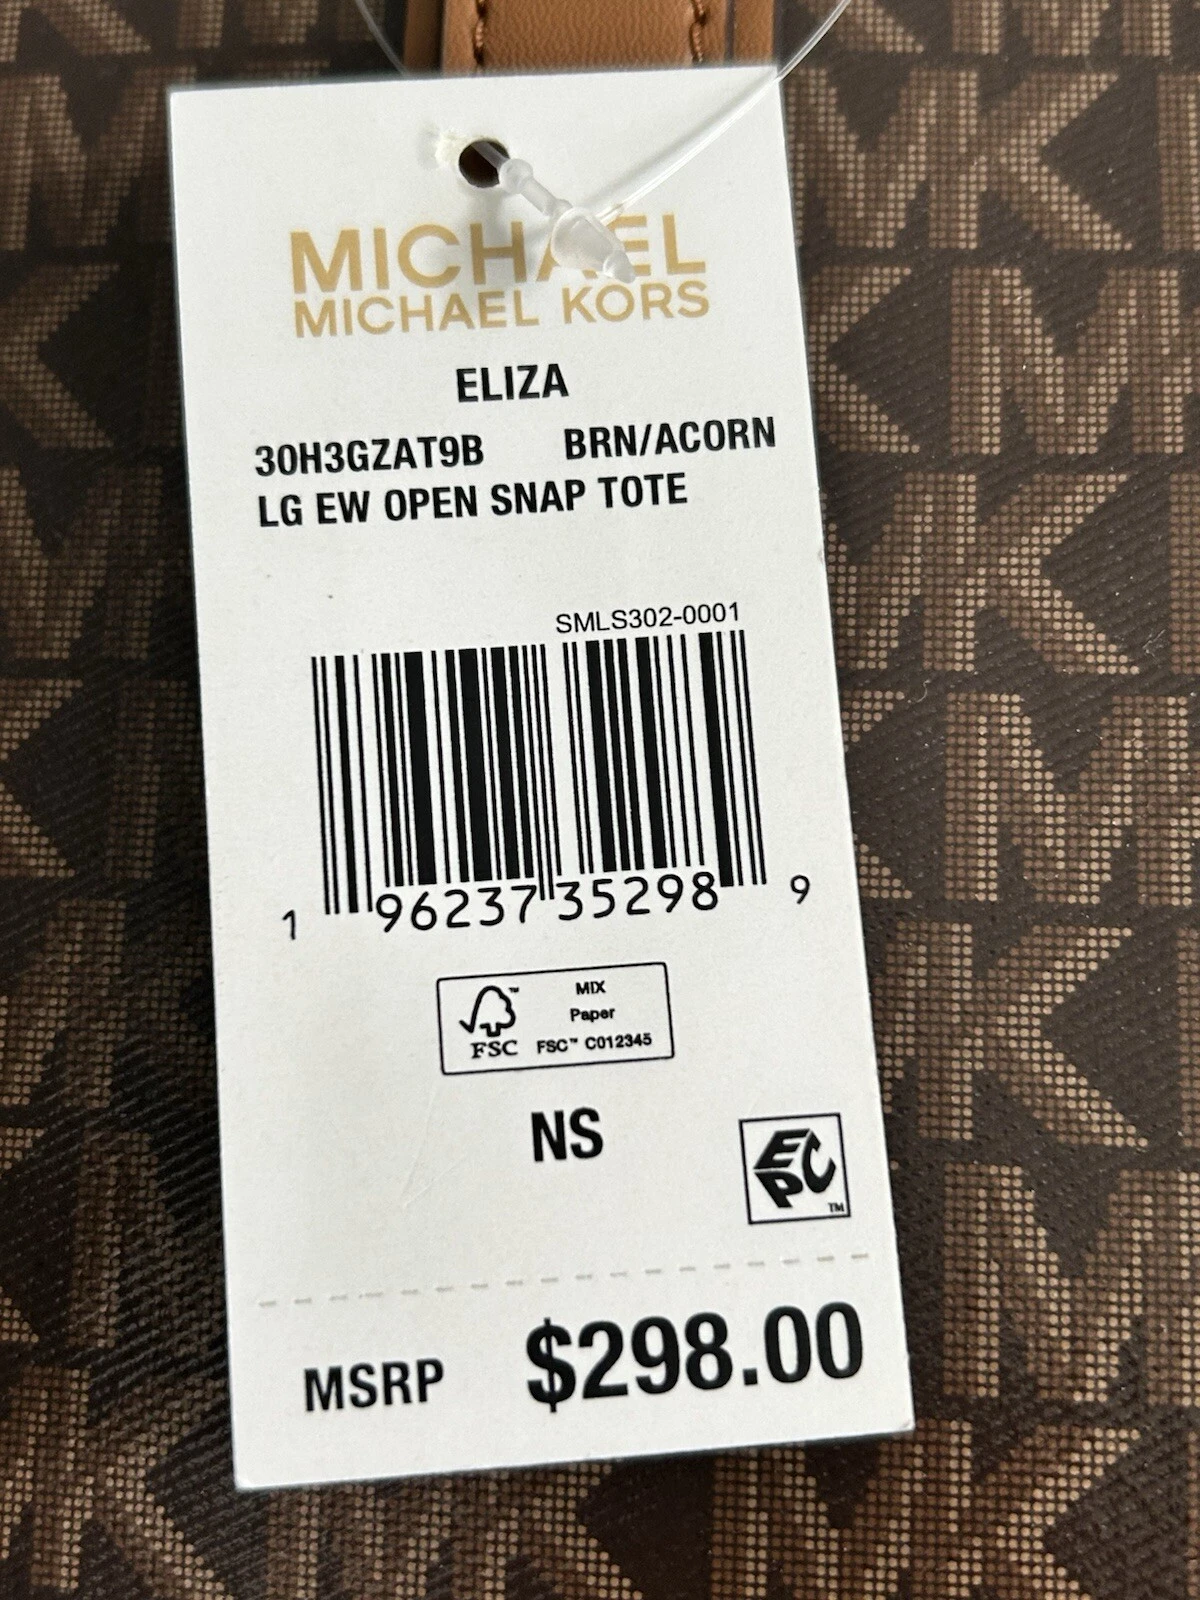 MICHAEL
MICHAEL KORS
ELIZA
30H3GZAT9B BRN/ACORN
LG EW OPEN SNAP TOTE
SMLS302-0001
1 96237 35298 9
FSC
MIX
Paper
FSC™ C012345
NS
EPC™
MSRP $298.00